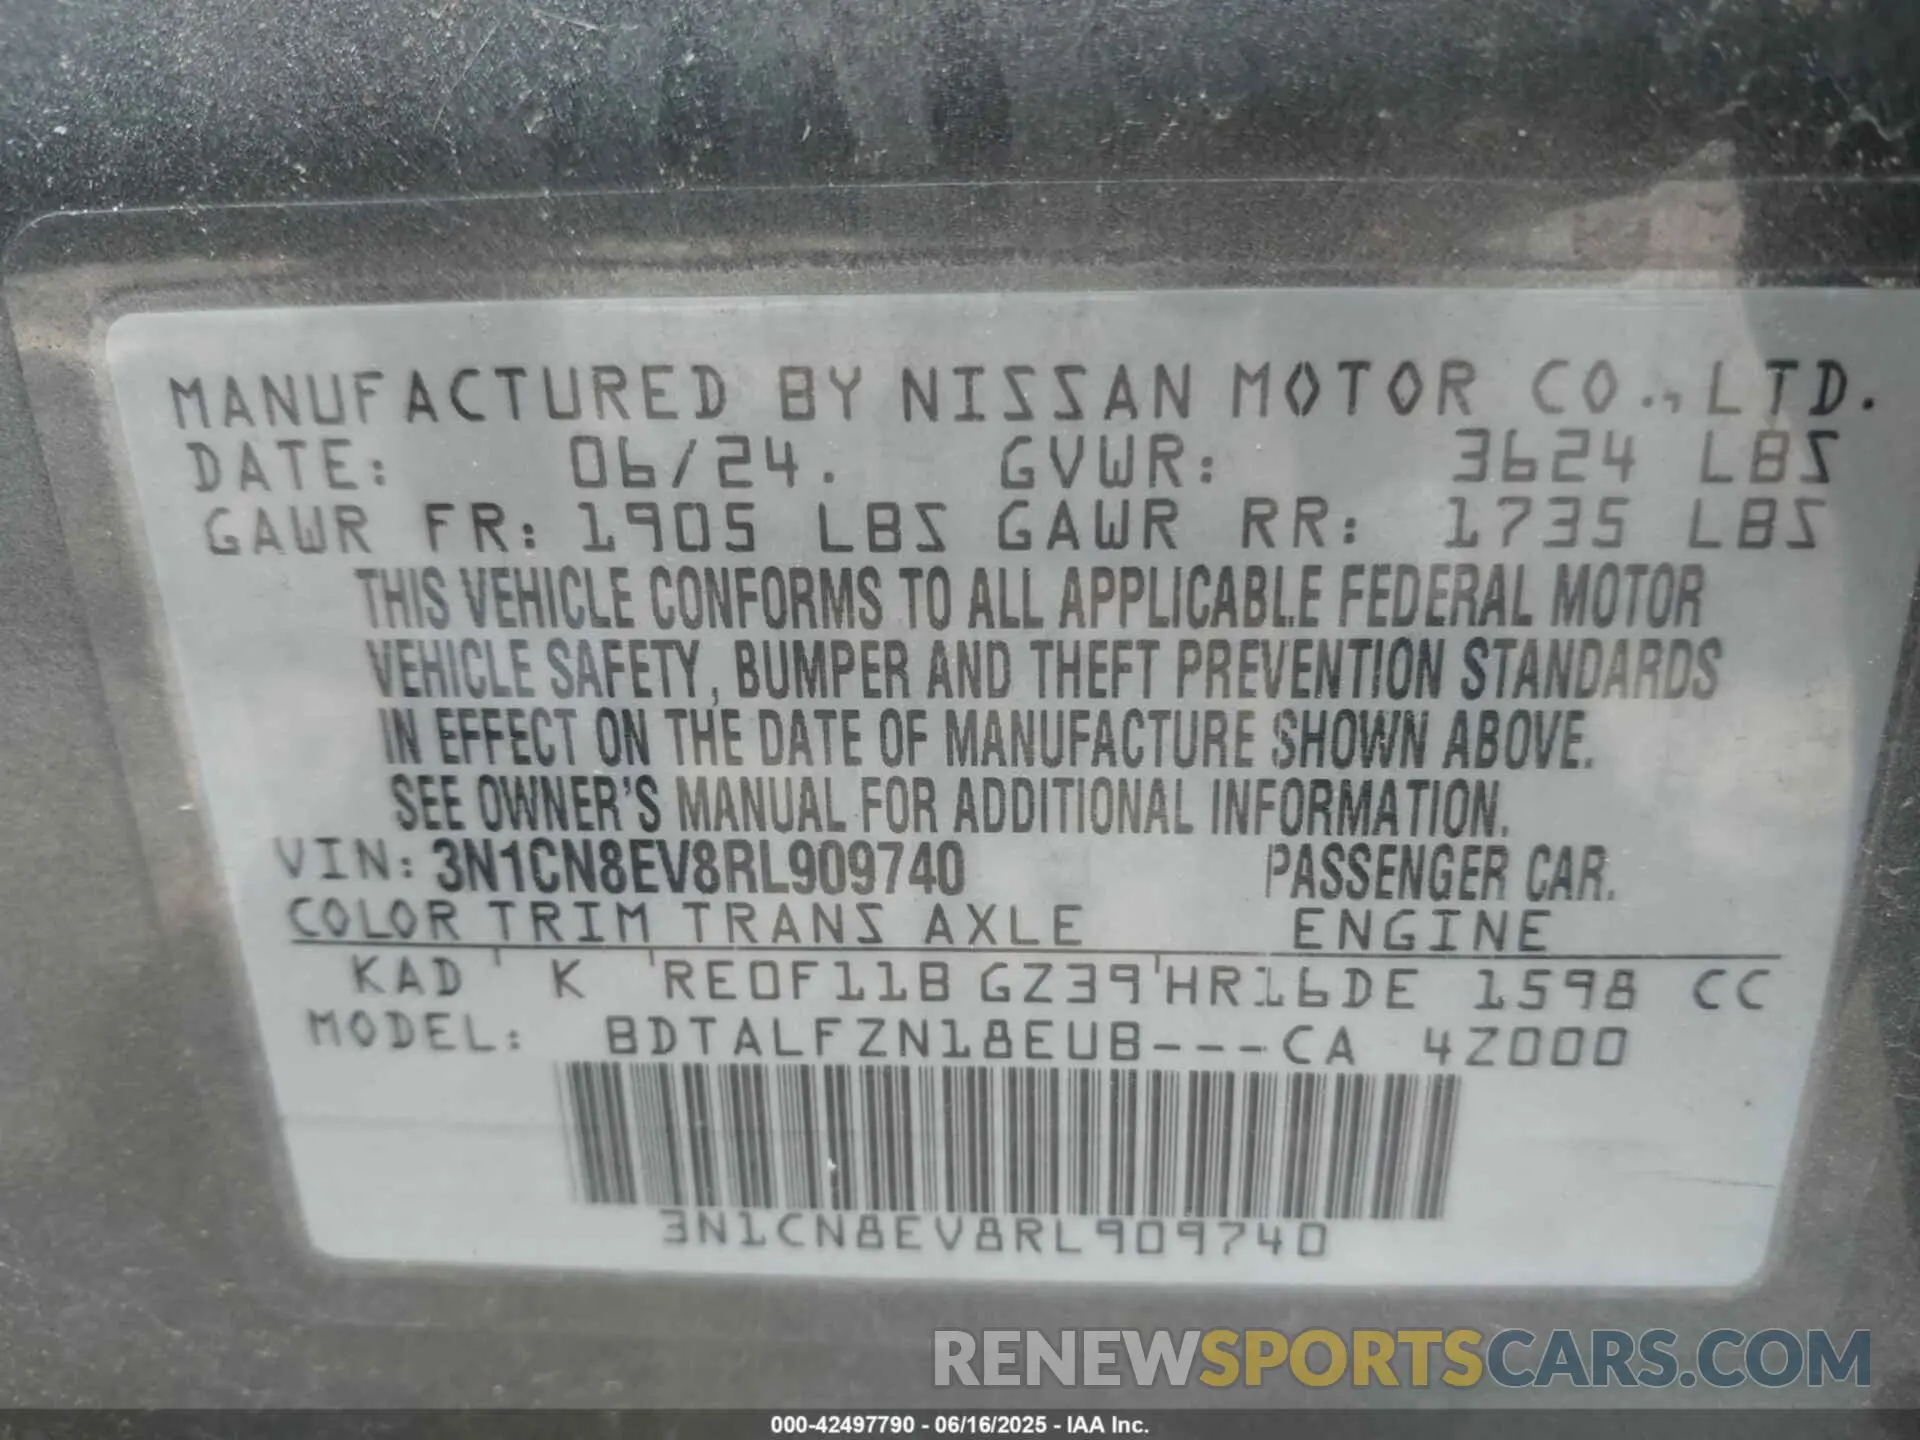 MANUFACTURED BY NISSAN MOTOR CO., LTD.
DATE: 06/24. GVWR: 3624 LBS
GAWR FR: 1905 LBS GAWR RR: 1735 LBS
THIS VEHICLE CONFORMS TO ALL APPLICABLE FEDERAL MOTOR
VEHICLE SAFETY, BUMPER AND THEFT PREVENTION STANDARDS
IN EFFECT ON THE DATE OF MANUFACTURE SHOWN ABOVE.
SEE OWNER'S MANUAL FOR ADDITIONAL INFORMATION.
VIN: 3N1CN8EV8RL909740 PASSENGER CAR.
COLOR TRIM TRANS AXLE ENGINE
KAD K RE0F11B GZ39 HR16DE 1598 CC
MODEL: BDTALFZN18EUB---CA 4Z000
3N1CN8EV8RL909740
RENEWSPORTSCARS.COM
000-42497790 - 06/16/2025 - IAA Inc.